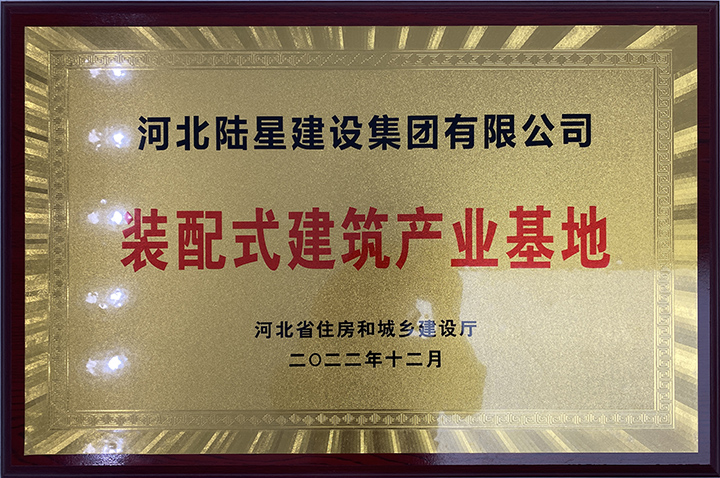 河北陆星建设集团有限公司
装配式建筑产业基地
河北省住房和城乡建设厅
二〇二二年十二月